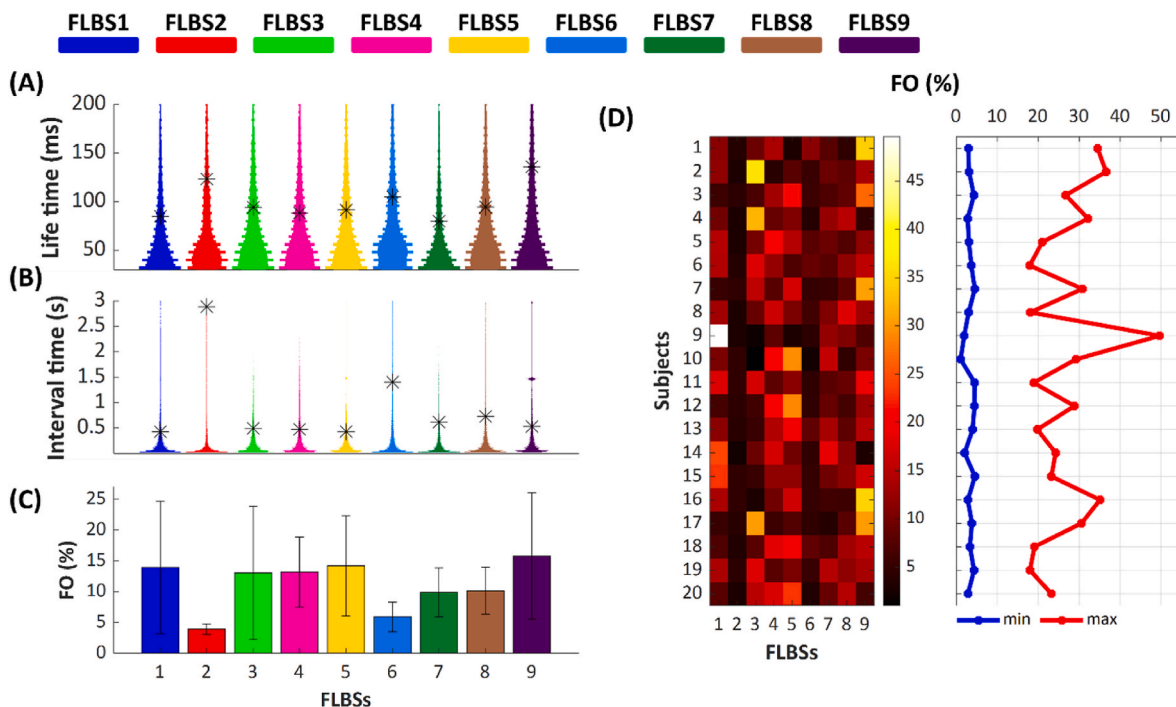 FLBS1 FLBS2 FLBS3 FLBS4 FLBS5 FLBS6 FLBS7 FLBS8 FLBS9
(A)
Life time (ms)
200
150
100
50
(B)
Interval time (s)
3
2.5
2
1.5
1
0.5
(C)
FO (%)
25
20
15
10
5
0
1 2 3 4 5 6 7 8 9
FLBSs
(D)
Subjects
1
2
3
4
5
6
7
8
9
10
11
12
13
14
15
16
17
18
19
20
1 2 3 4 5 6 7 8 9
FLBSs
45
40
35
30
25
20
15
10
5
FO (%)
0 10 20 30 40 50
min max